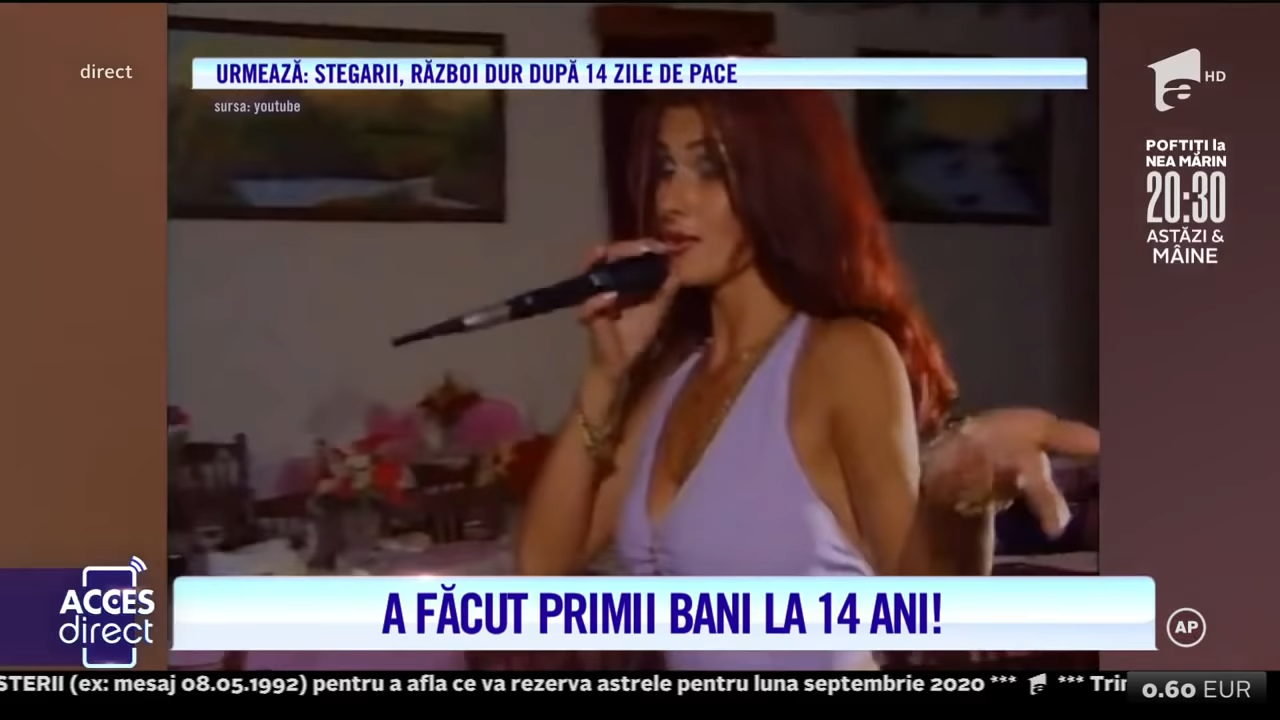 direct
URMEAZĂ: STEGARII, RĂZBOI DUR DUPĂ 14 ZILE DE PACE
sursa: youtube
HD
POFTIȚI la
NEA MĂRIN
20:30
ASTĂZI &
MÂINE
ACCES
direct
A FĂCUT PRIMII BANI LA 14 ANI!
AP
STERII (ex: mesaj 08.05.1992) pentru a afla ce va rezerva astrele pentru luna septembrie 2020 *** *** Trin
0.60 EUR